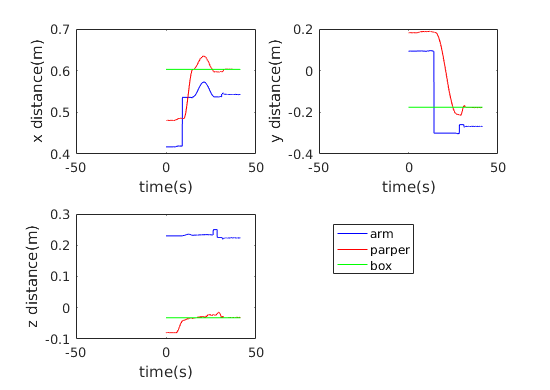 0.7
0.6
0.5
0.4
x distance(m)
-50
0
50
time(s)
0.2
0
-0.2
-0.4
y distance(m)
-50
0
50
time(s)
0.3
0.2
0.1
0
-0.1
z distance(m)
-50
0
50
time(s)
arm
parper
box